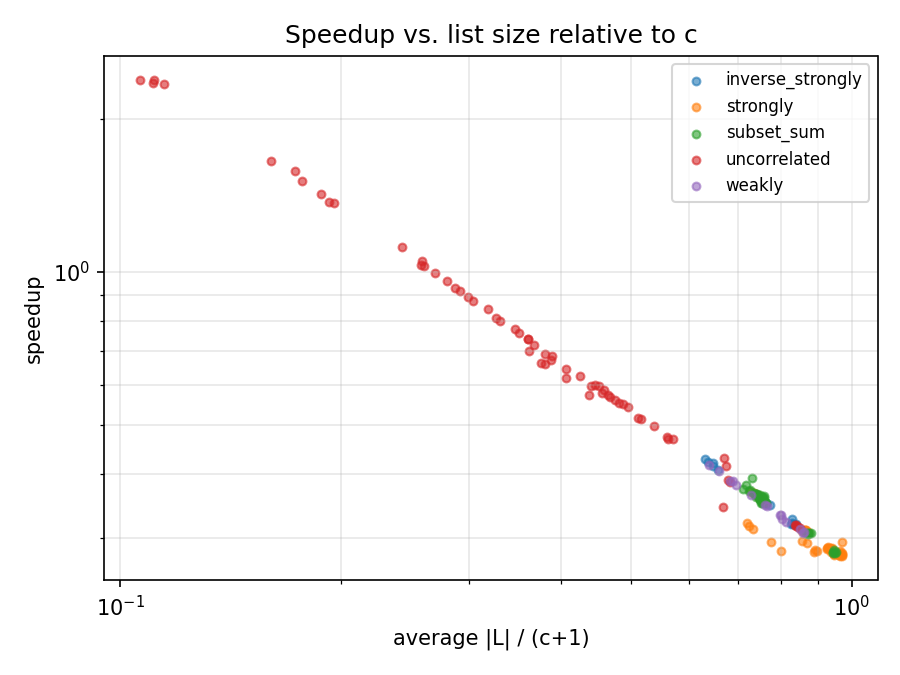 Speedup vs. list size relative to c
inverse_strongly
strongly
subset_sum
uncorrelated
weakly
speedup
10⁰
10⁻¹
10⁰
average |L| / (c+1)